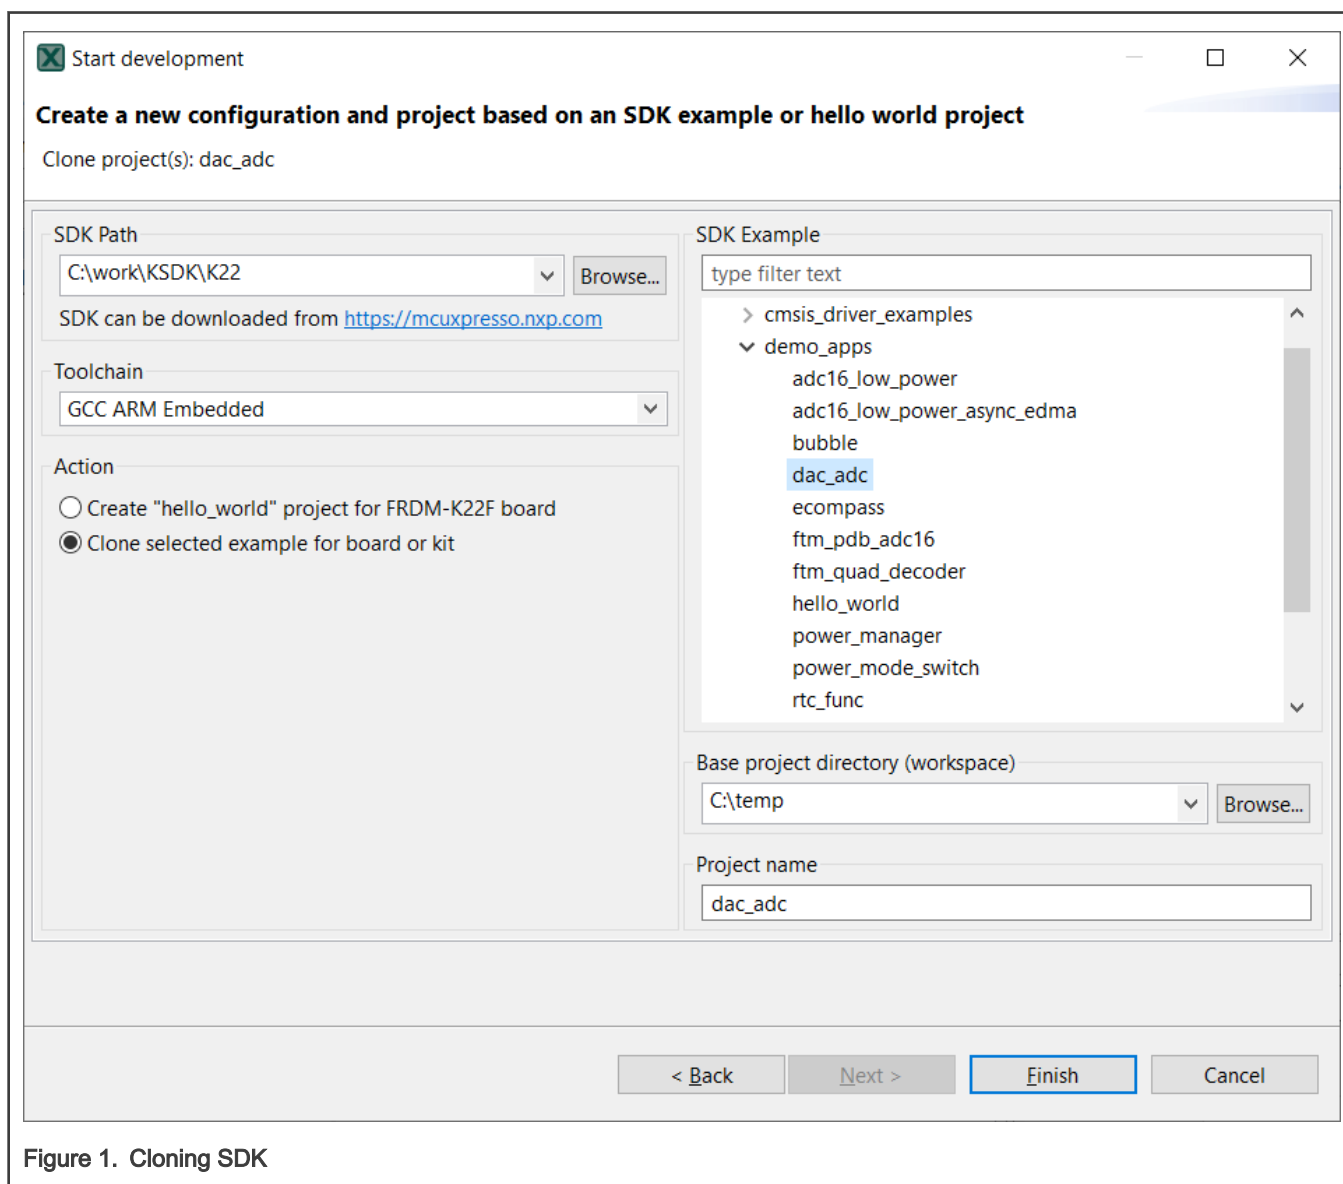 Start development
Create a new configuration and project based on an SDK example or hello world project
Clone project(s): dac_adc
SDK Path
C:\work\KSDK\K22
Browse...
SDK can be downloaded from https://mcuxpresso.nxp.com
Toolchain
GCC ARM Embedded
Action
Create "hello_world" project for FRDM-K22F board
Clone selected example for board or kit
SDK Example
type filter text
cmsis_driver_examples
demo_apps
adc16_low_power
adc16_low_power_async_edma
bubble
dac_adc
ecompass
ftm_pdb_adc16
ftm_quad_decoder
hello_world
power_manager
power_mode_switch
rtc_func
Base project directory (workspace)
C:\temp
Browse...
Project name
dac_adc
< Back
Next >
Finish
Cancel
Figure 1. Cloning SDK